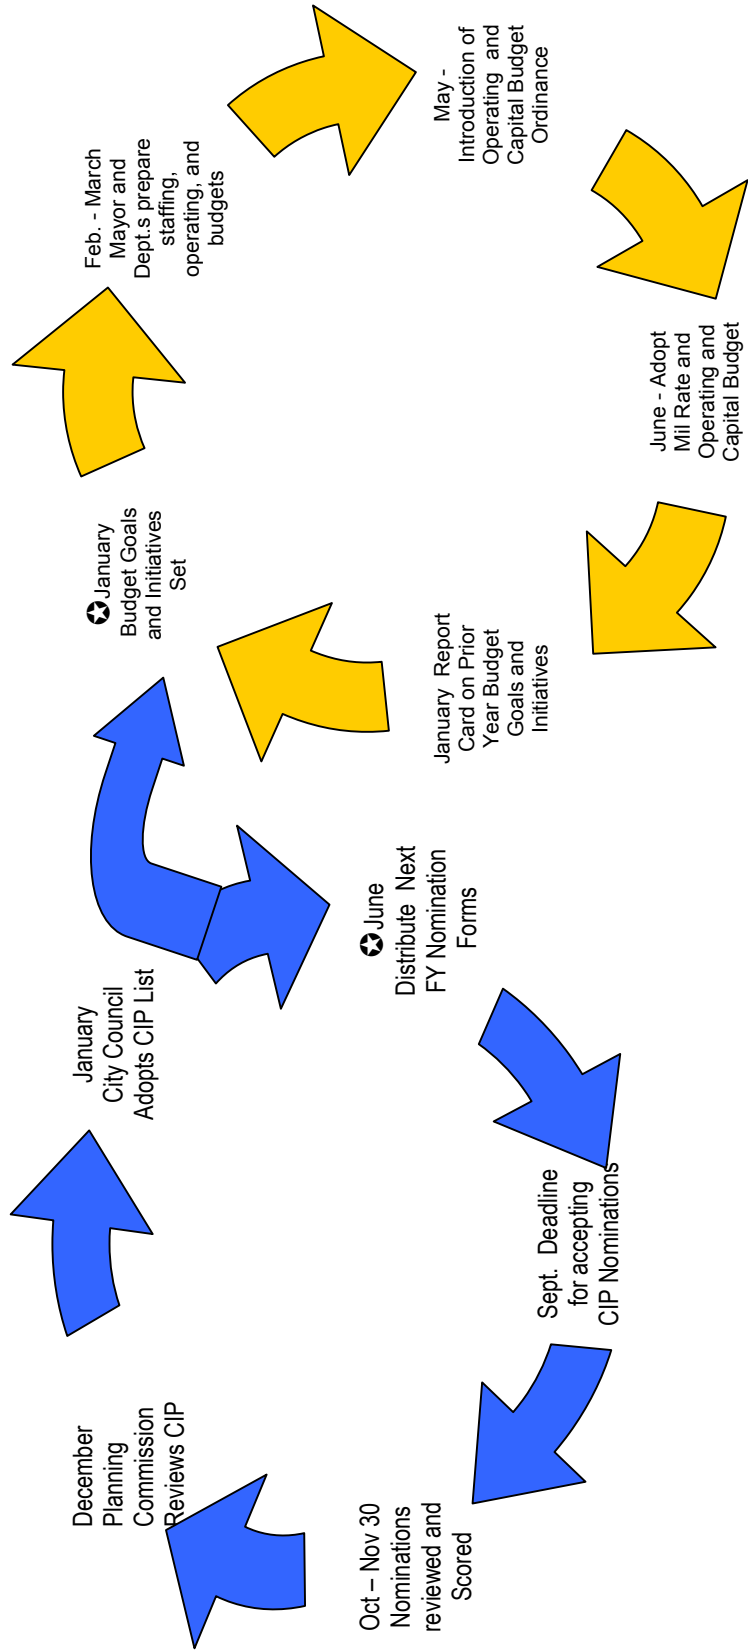 December
Planning
Commission
Reviews CIP
January
City Council
Adopts CIP List
✪January
Budget Goals
and Initiatives
Set
Feb. - March
Mayor and
Dept.s prepare
staffing,
operating, and
budgets
May -
Introduction of
Operating and
Capital Budget
Ordinance
June - Adopt
Mil Rate and
Operating and
Capital Budget
January Report
Card on Prior
Year Budget
Goals and
Initiatives
✪June
Distribute Next
FY Nomination
Forms
Sept. Deadline
for accepting
CIP Nominations
Oct – Nov 30
Nominations
reviewed and
Scored